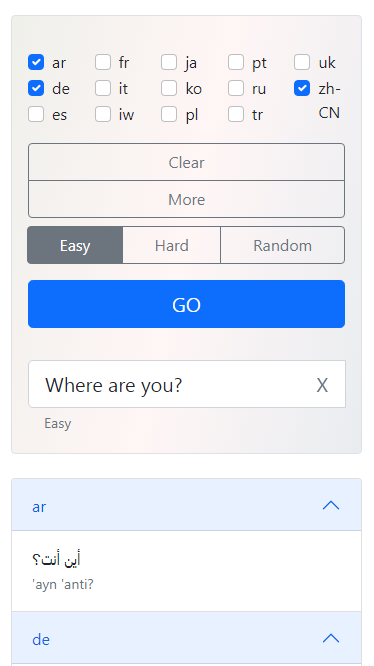 ar fr ja pt uk
de it ko ru zh-
es iw pl tr CN
Clear
More
Easy Hard Random
GO
Where are you? X
Easy
ar
أين أنت؟
'ayn 'anti?
de